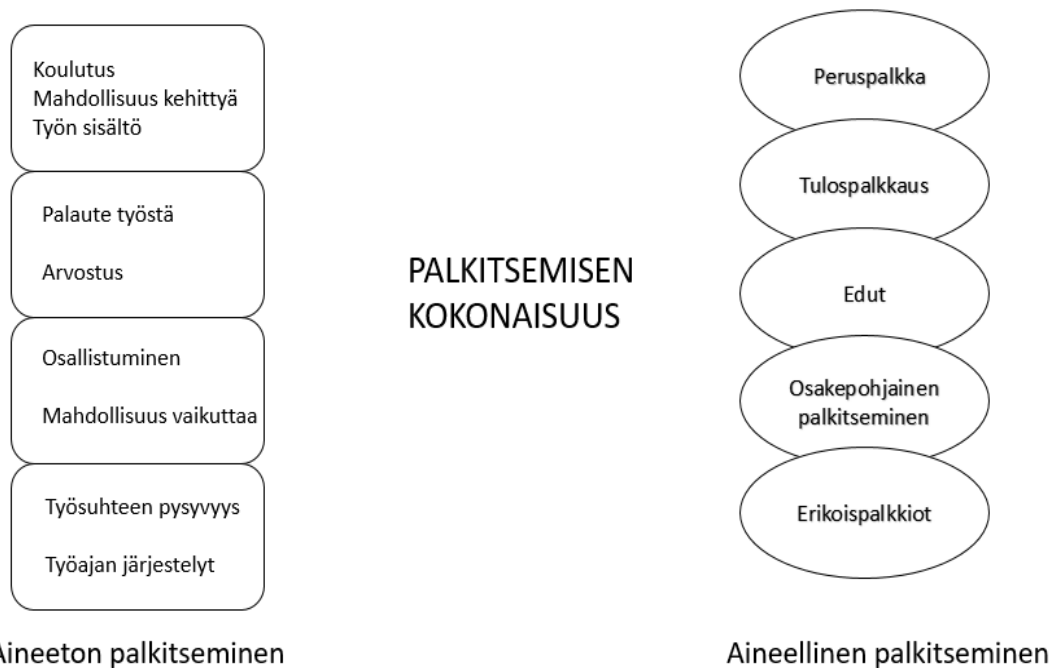 Koulutus
Mahdollisuus kehittyä
Työn sisältö
Palaute työstä
Arvostus
Osallistuminen
Mahdollisuus vaikuttaa
Työsuhteen pysyvyys
Työajan järjestelyt
Aineeton palkitseminen
PALKITSEMISEN
KOKONAISUUS
Peruspalkka
Tulospalkkaus
Edut
Osakepohjainen
palkitseminen
Erikoispalkkiot
Aineellinen palkitseminen